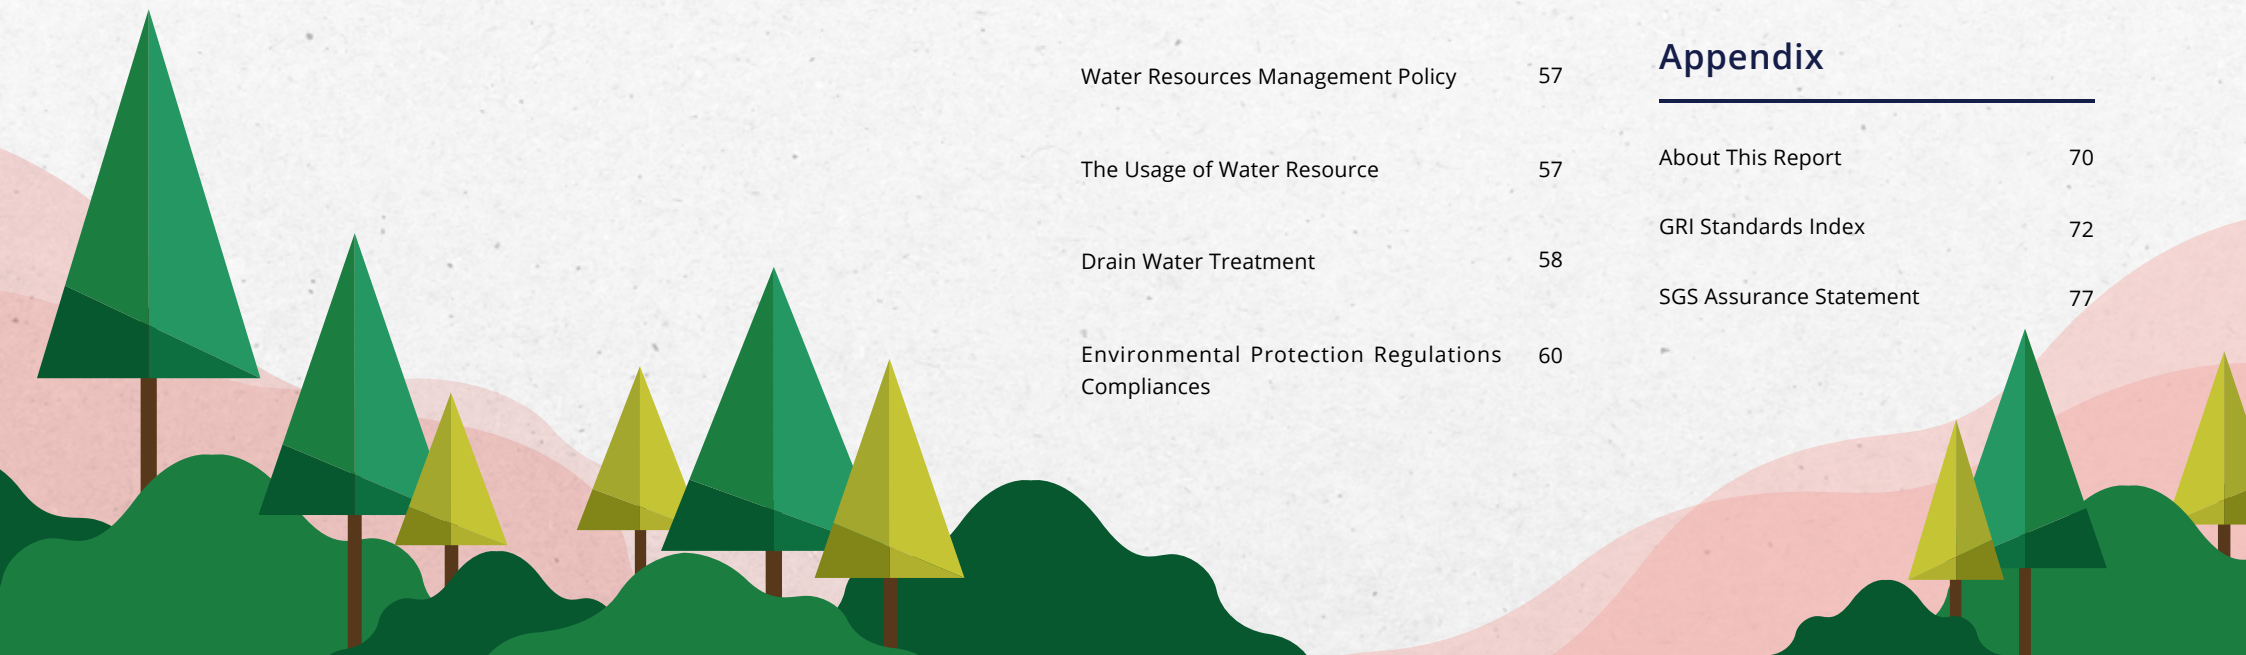 Water Resources Management Policy 57
The Usage of Water Resource 57
Drain Water Treatment 58
Environmental Protection Regulations 60
Compliances
Appendix
About This Report 70
GRI Standards Index 72
SGS Assurance Statement 77